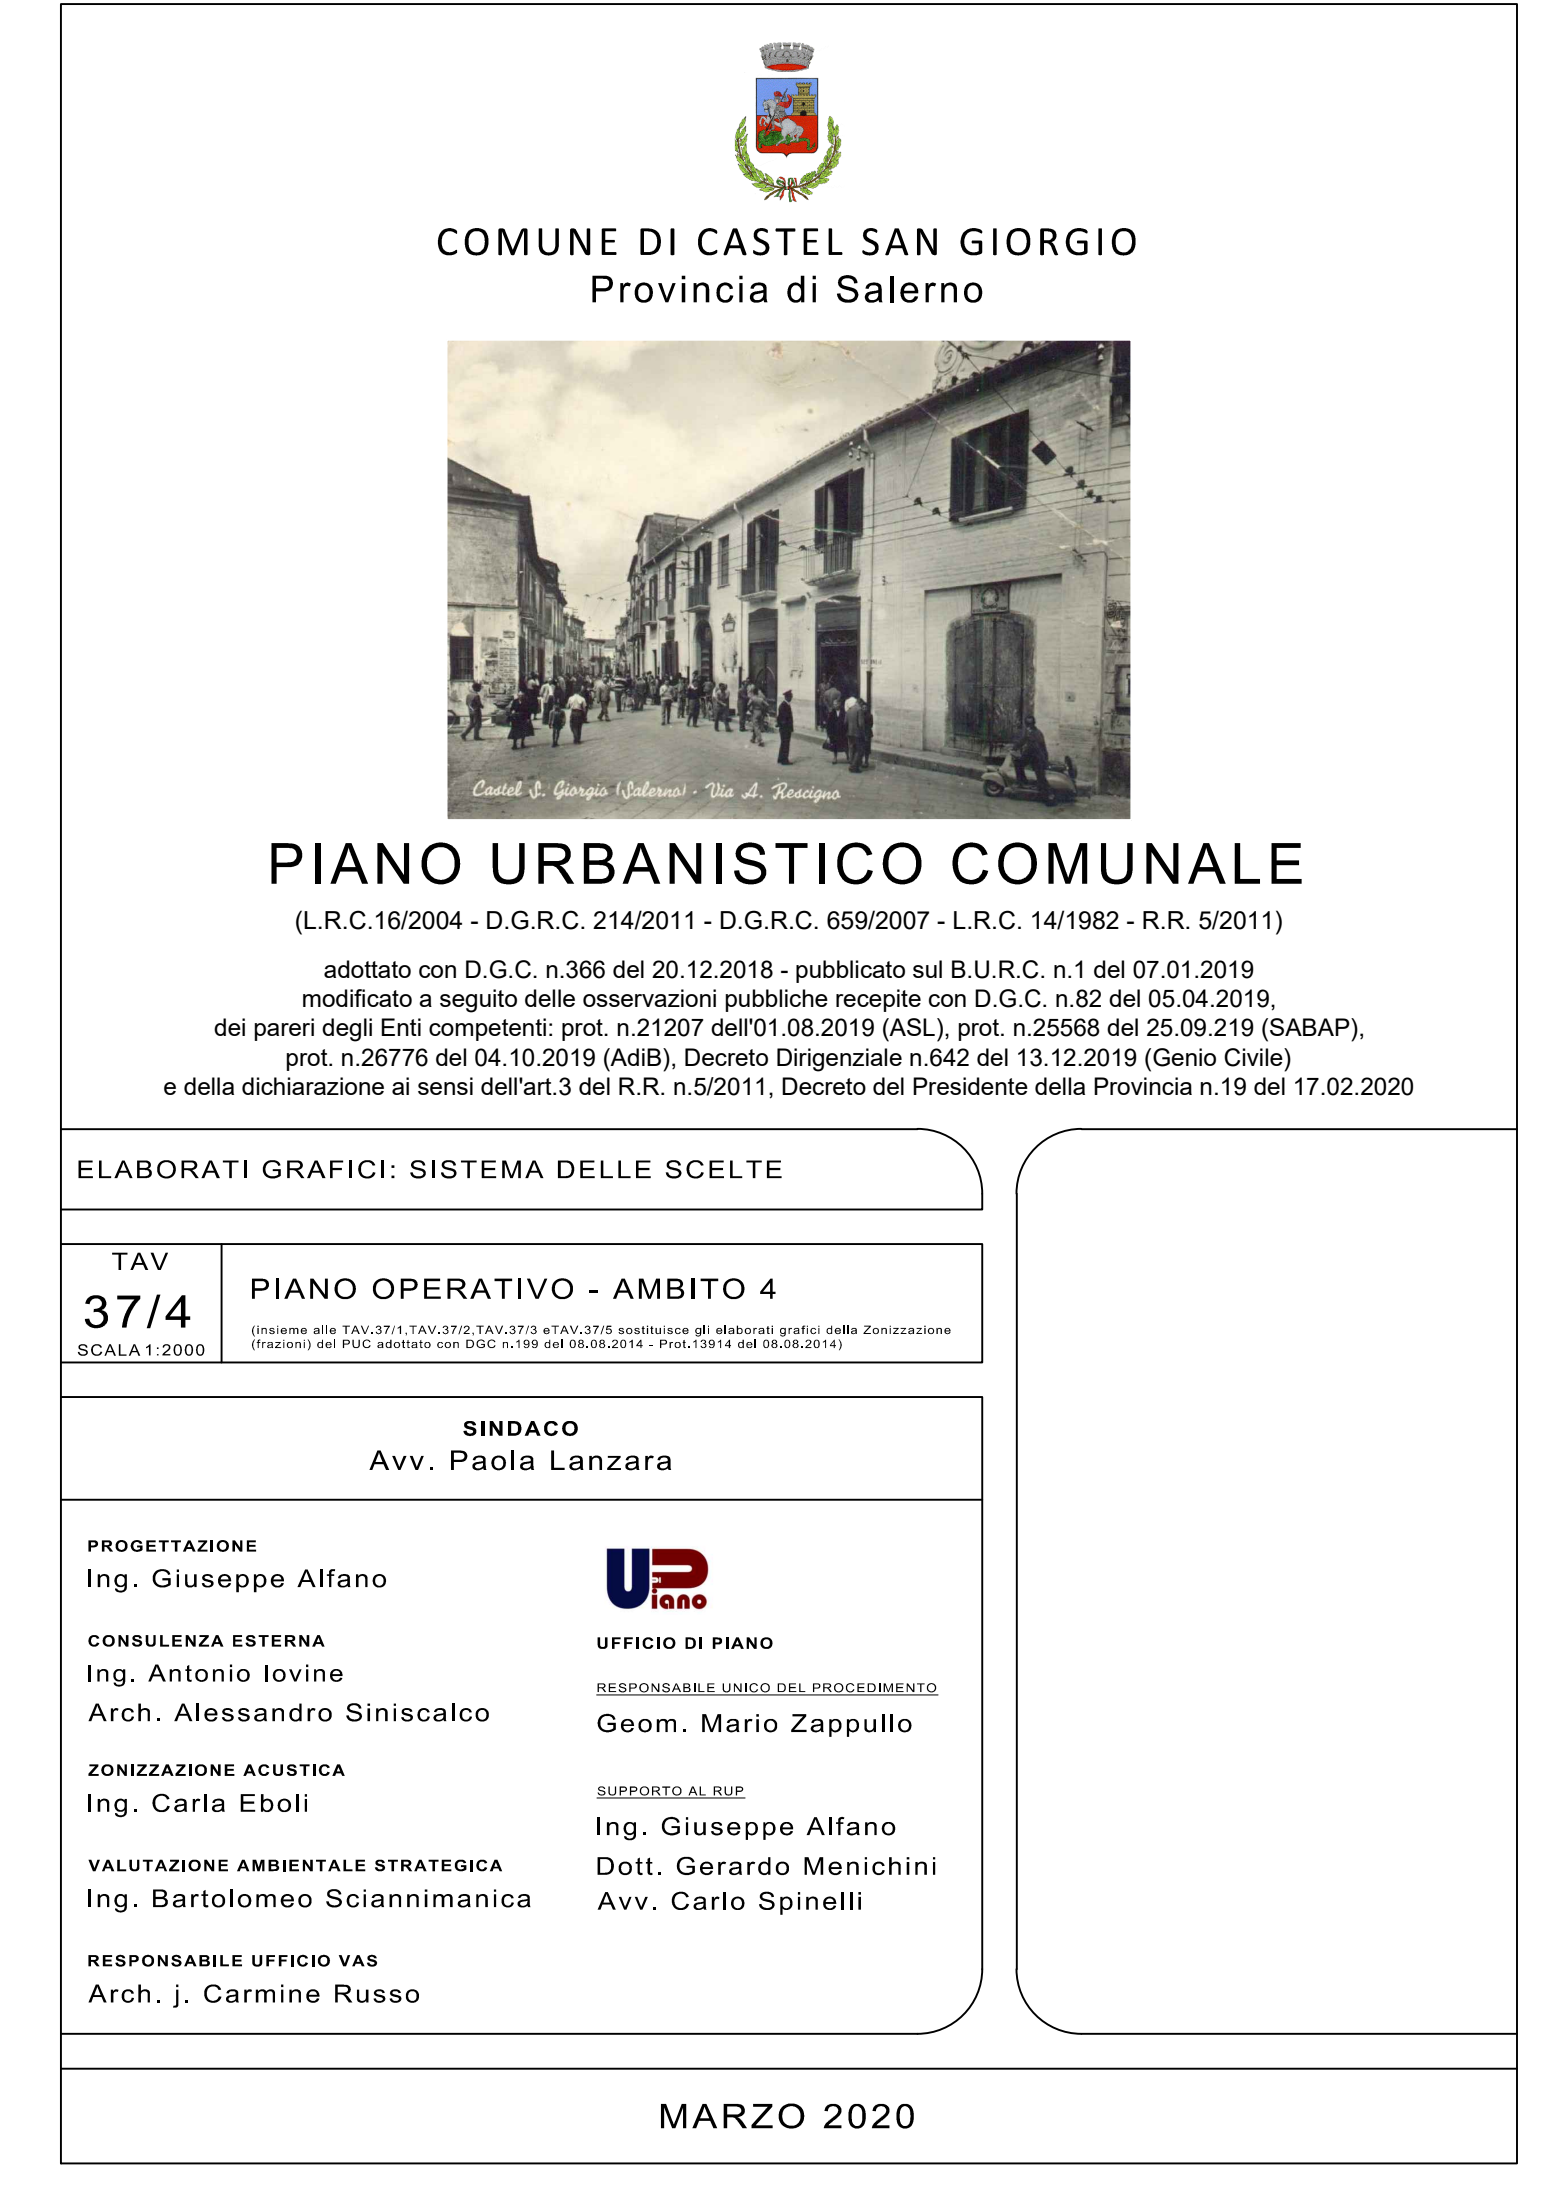 COMUNE DI CASTEL SAN GIORGIO
Provincia di Salerno
Castel S. Giorgio (Salerno) - Via A. Rescigno
PIANO URBANISTICO COMUNALE
(L.R.C.16/2004 - D.G.R.C. 214/2011 - D.G.R.C. 659/2007 - L.R.C. 14/1982 - R.R. 5/2011)
adottato con D.G.C. n.366 del 20.12.2018 - pubblicato sul B.U.R.C. n.1 del 07.01.2019
modificato a seguito delle osservazioni pubbliche recepite con D.G.C. n.82 del 05.04.2019,
dei pareri degli Enti competenti: prot. n.21207 dell'01.08.2019 (ASL), prot. n.25568 del 25.09.219 (SABAP),
prot. n.26776 del 04.10.2019 (AdiB), Decreto Dirigenziale n.642 del 13.12.2019 (Genio Civile)
e della dichiarazione ai sensi dell'art.3 del R.R. n.5/2011, Decreto del Presidente della Provincia n.19 del 17.02.2020
ELABORATI GRAFICI: SISTEMA DELLE SCELTE
TAV
37/4
SCALA 1:2000
PIANO OPERATIVO - AMBITO 4
(insieme alle TAV.37/1,TAV.37/2,TAV.37/3 eTAV.37/5 sostituisce gli elaborati grafici della Zonizzazione
(frazioni) del PUC adottato con DGC n.199 del 08.08.2014 - Prot.13914 del 08.08.2014)
SINDACO
Avv. Paola Lanzara
PROGETTAZIONE
Ing. Giuseppe Alfano
CONSULENZA ESTERNA
Ing. Antonio Iovine
Arch. Alessandro Siniscalco
ZONIZZAZIONE ACUSTICA
Ing. Carla Eboli
VALUTAZIONE AMBIENTALE STRATEGICA
Ing. Bartolomeo Sciannimanica
RESPONSABILE UFFICIO VAS
Arch. j. Carmine Russo
U DI Piano
UFFICIO DI PIANO
RESPONSABILE UNICO DEL PROCEDIMENTO
Geom. Mario Zappullo
SUPPORTO AL RUP
Ing. Giuseppe Alfano
Dott. Gerardo Menichini
Avv. Carlo Spinelli
MARZO 2020